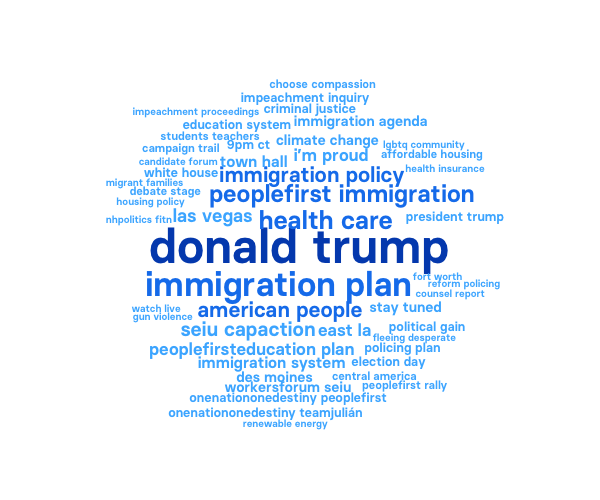 choose compassion
impeachment inquiry
impeachment proceedings criminal justice
education system immigration agenda
students teachers
campaign trail 9pm ct climate change lgbtq community
candidate forum town hall i'm proud affordable housing
white house immigration policy health insurance
migrant families
debate stage peoplefirst immigration
housing policy
nhpolitics fitn las vegas health care president trump
donald trump
immigration plan fort worth
reform policing
counsel report
watch live american people stay tuned
gun violence
seiu capaction east la political gain
fleeing desperate
peoplefirsteducation plan policing plan
immigration system election day
des moines central america
workersforum seiu peoplefirst rally
onenationonedestiny peoplefirst
onenationonedestiny teamjulián
renewable energy